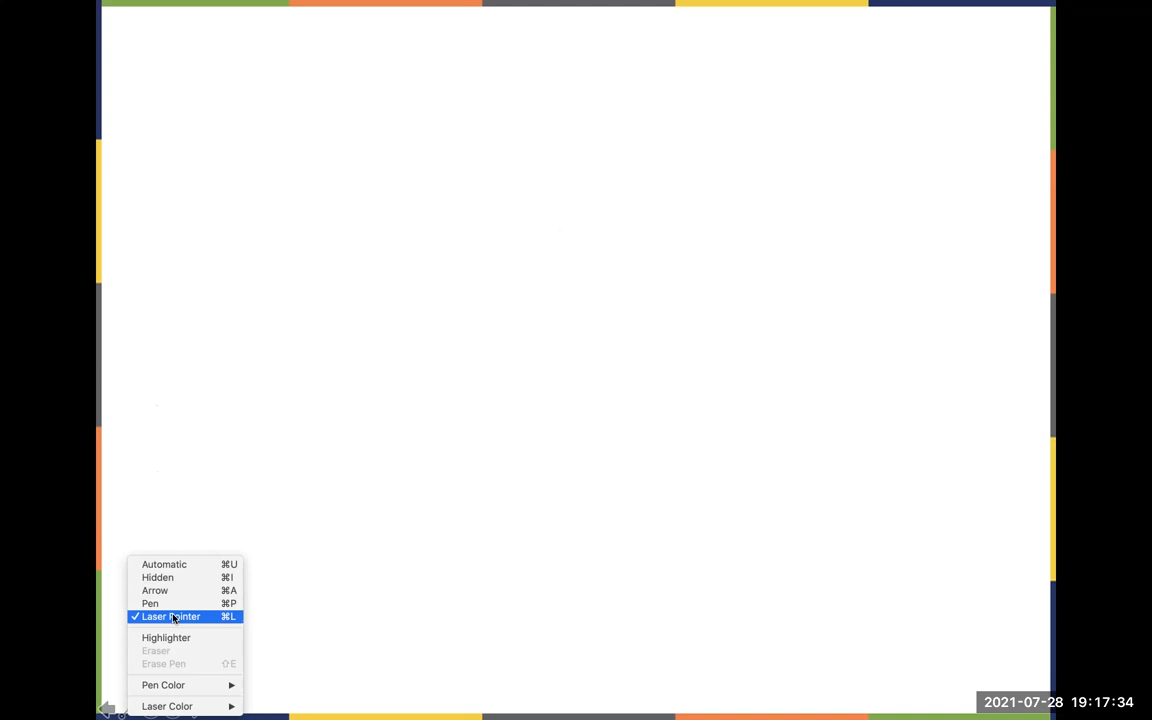 Automatic ⌘U
Hidden ⌘I
Arrow ⌘A
Pen ⌘P
✓ Laser Pointer ⌘L
Highlighter
Eraser
Erase Pen ⇧E
Pen Color ▶
Laser Color ▶
2021-07-28 19:17:34